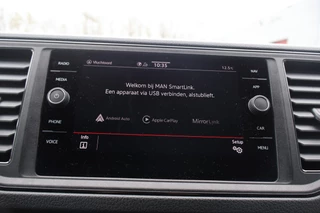 RADIO
NAV
10:35
MEDIA
APP
Welkom bij MAN SmartLink.
Een apparaat via USB verbinden, alstublieft.
Android Auto
Apple CarPlay
MirrorLink
PHONE
CAR
VOICE
Info
Setup
MENU